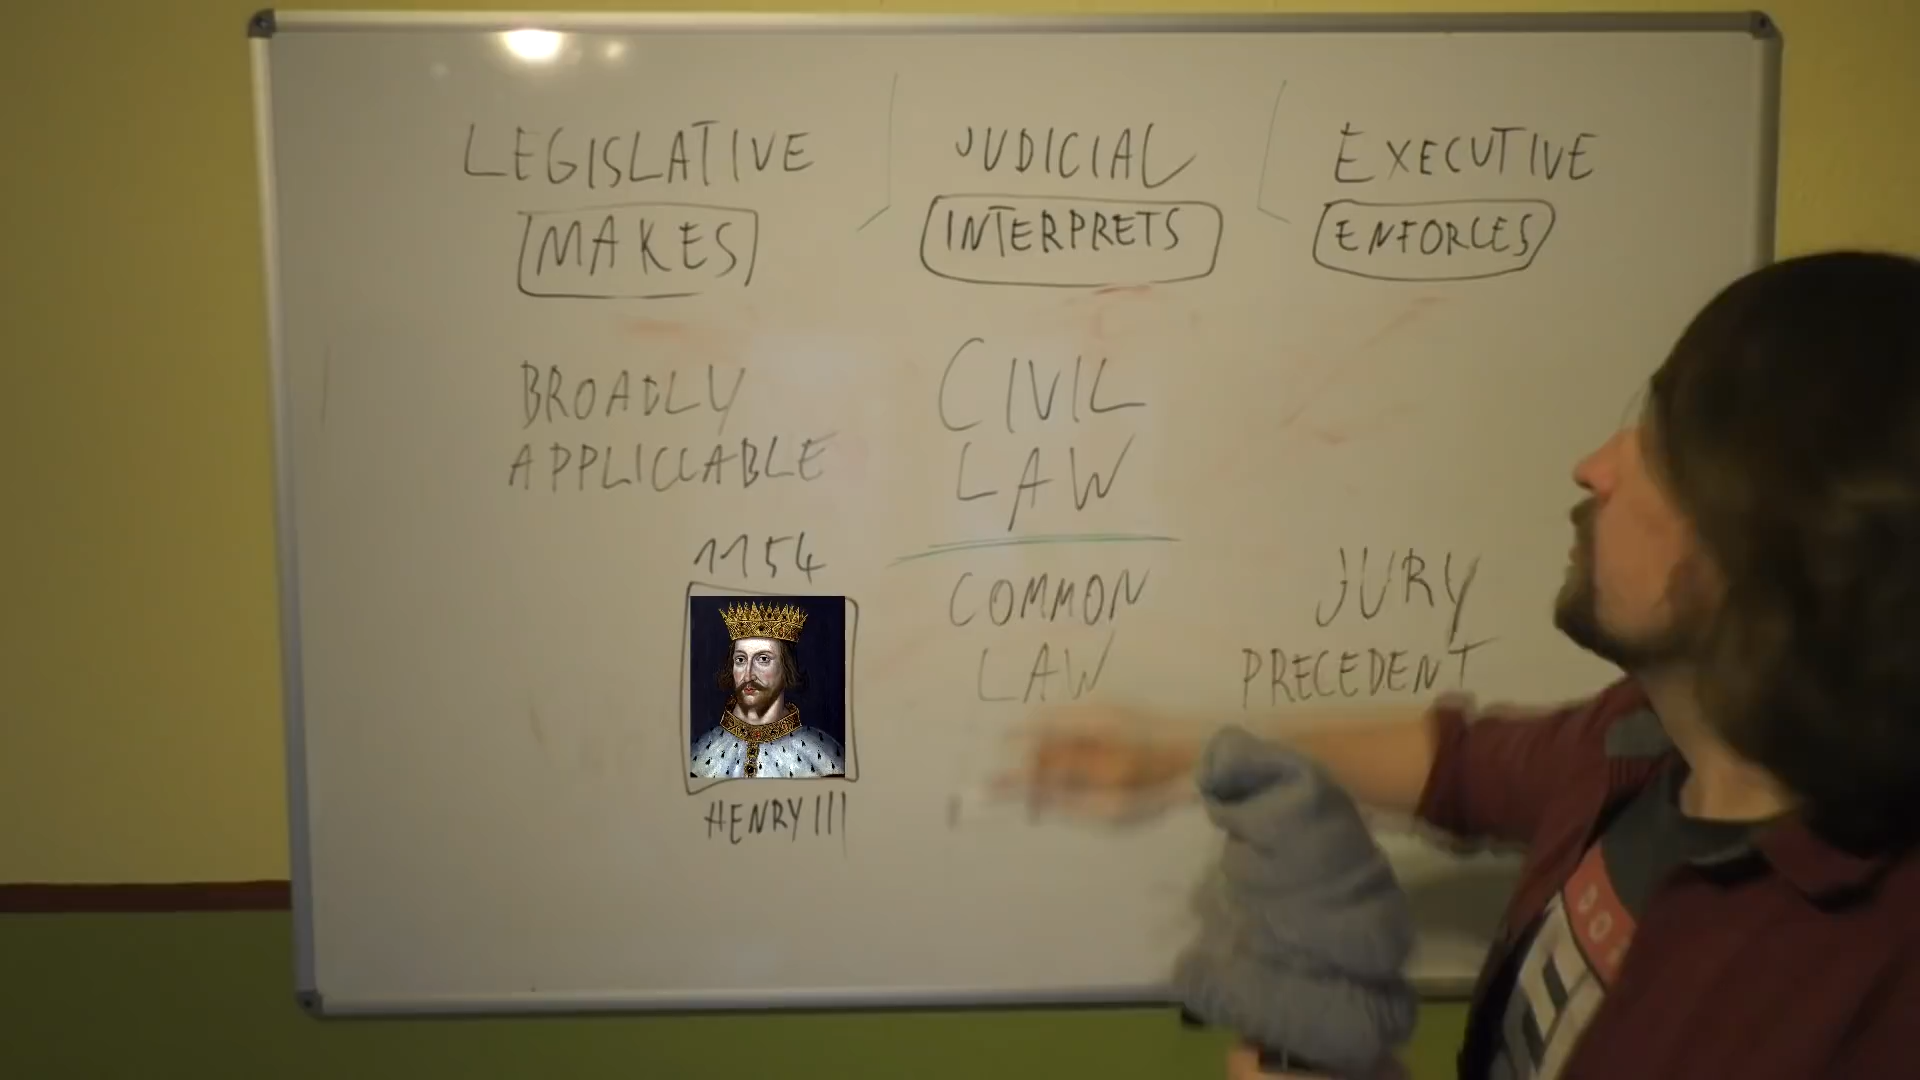 LEGISLATIVE
MAKES
BROADLY
APPLICCABLE
JUDICIAL
INTERPRETS
CIVIL
LAW
COMMON
LAW
EXECUTIVE
ENFORCES
JURY
PRECEDENT
1154
HENRY III